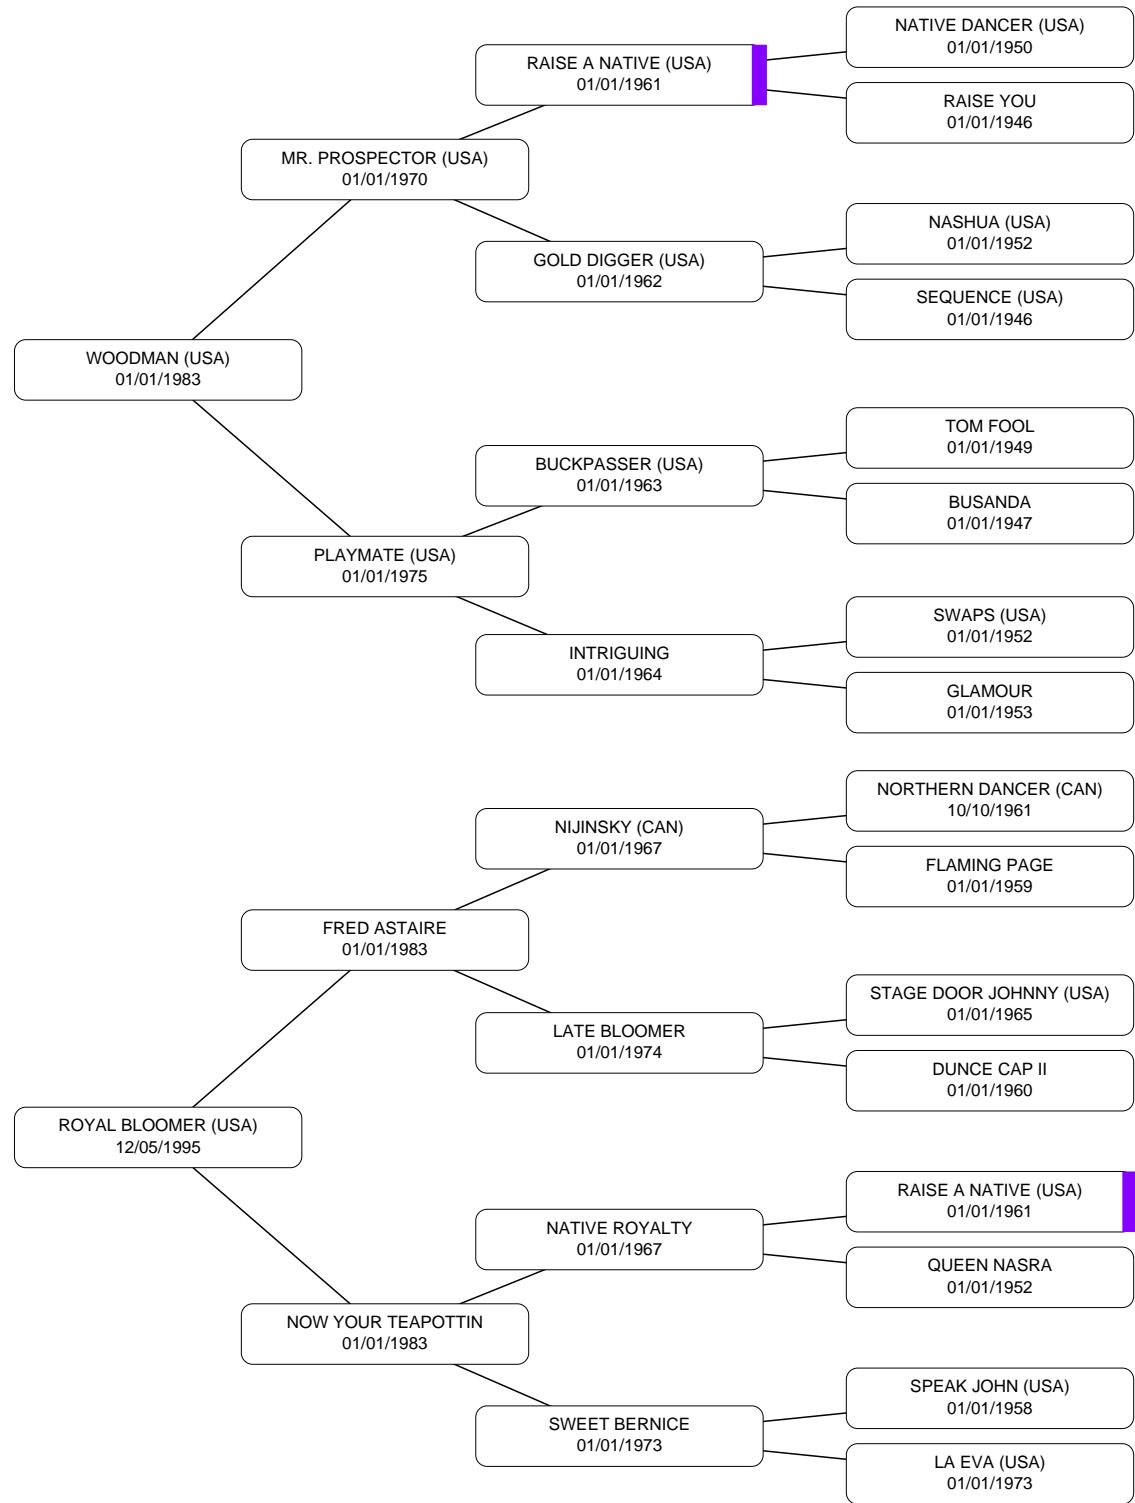 NATIVE DANCER (USA)
01/01/1950
RAISE A NATIVE (USA)
01/01/1961
RAISE YOU
01/01/1946
MR. PROSPECTOR (USA)
01/01/1970
NASHUA (USA)
01/01/1952
GOLD DIGGER (USA)
01/01/1962
SEQUENCE (USA)
01/01/1946
WOODMAN (USA)
01/01/1983
TOM FOOL
01/01/1949
BUCKPASSER (USA)
01/01/1963
BUSANDA
01/01/1947
PLAYMATE (USA)
01/01/1975
SWAPS (USA)
01/01/1952
INTRIGUING
01/01/1964
GLAMOUR
01/01/1953
NORTHERN DANCER (CAN)
10/10/1961
NIJINSKY (CAN)
01/01/1967
FLAMING PAGE
01/01/1959
FRED ASTAIRE
01/01/1983
STAGE DOOR JOHNNY (USA)
01/01/1965
LATE BLOOMER
01/01/1974
DUNCE CAP II
01/01/1960
ROYAL BLOOMER (USA)
12/05/1995
RAISE A NATIVE (USA)
01/01/1961
NATIVE ROYALTY
01/01/1967
QUEEN NASRA
01/01/1952
NOW YOUR TEAPOTTIN
01/01/1983
SPEAK JOHN (USA)
01/01/1958
SWEET BERNICE
01/01/1973
LA EVA (USA)
01/01/1973